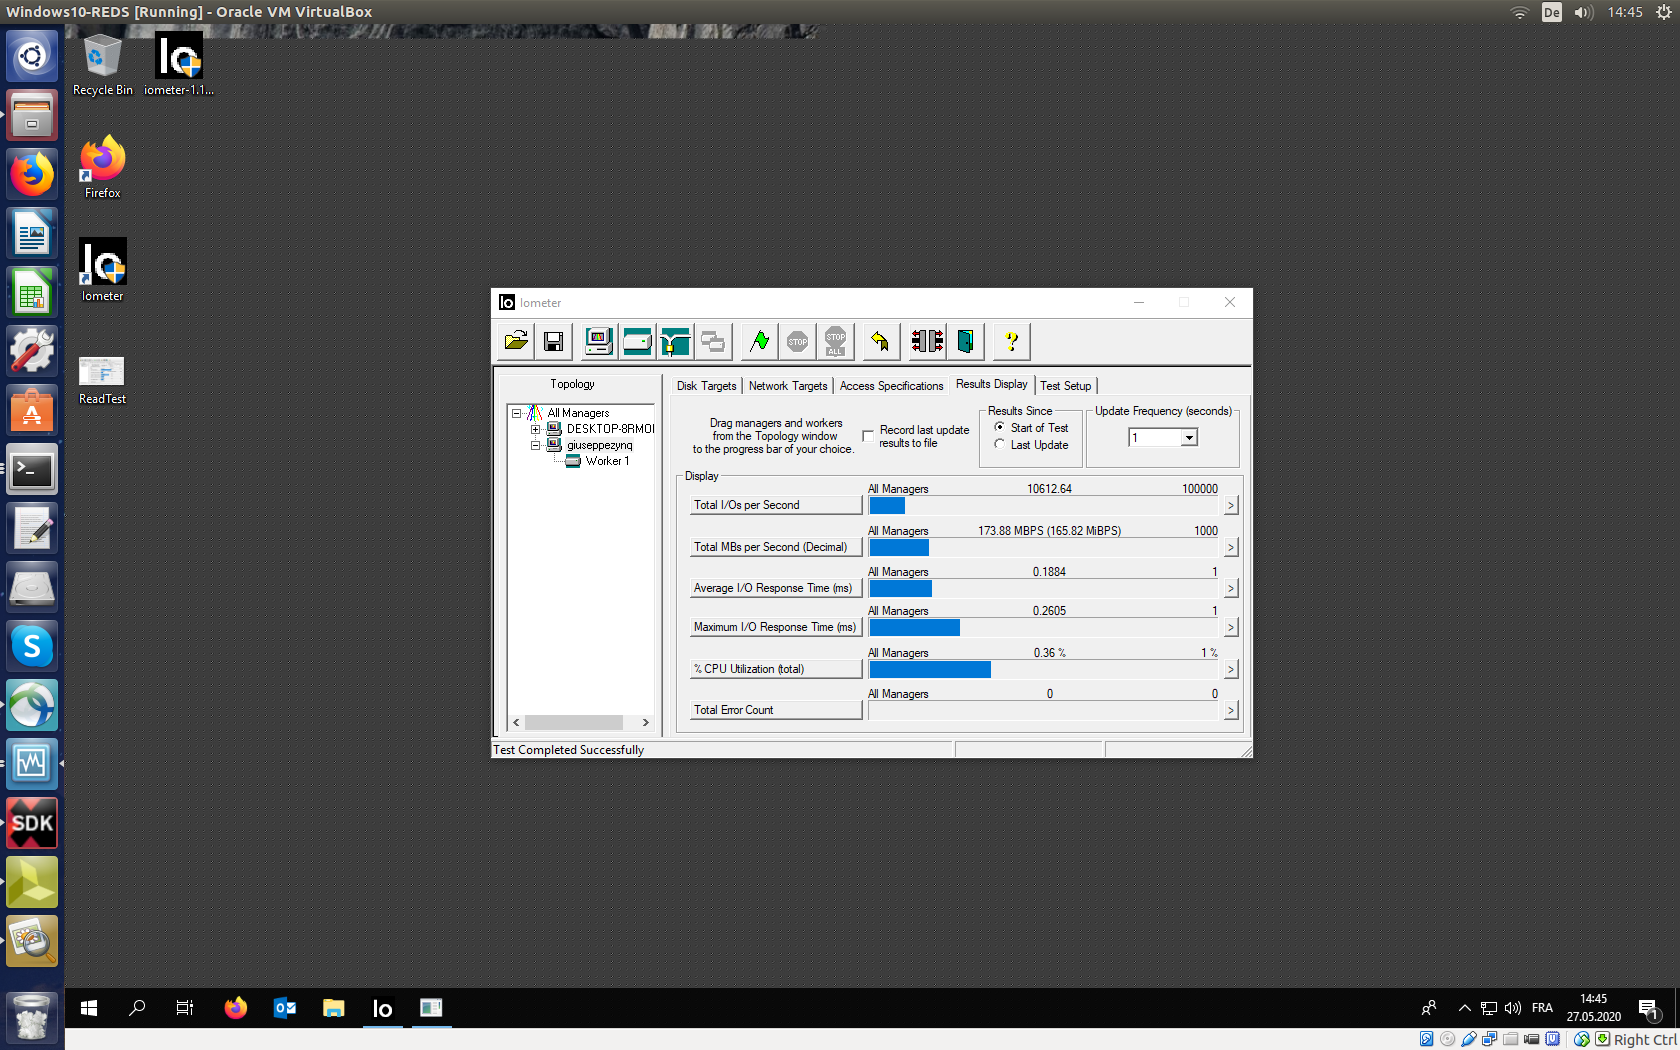 Windows10-REDS [Running] - Oracle VM VirtualBox
De
14:45
Recycle Bin
iometer-1.1...
Firefox
Iometer
ReadTest
SDK
Iometer
STOP
STOP
ALL
Topology
All Managers
DESKTOP-8RMO
giuseppezynq
Worker 1
Disk Targets
Network Targets
Access Specifications
Results Display
Test Setup
Drag managers and workers
from the Topology window
to the progress bar of your choice.
Record last update
results to file
Results Since
Start of Test
Last Update
Update Frequency (seconds)
1
Display
All Managers 10612.64 100000
Total I/Os per Second >
All Managers 173.88 MBPS (165.82 MiBPS) 1000
Total MBs per Second (Decimal) >
All Managers 0.1884 1
Average I/O Response Time (ms) >
All Managers 0.2605 1
Maximum I/O Response Time (ms) >
All Managers 0.36 % 1 %
% CPU Utilization (total) >
All Managers 0 0
Total Error Count >
Test Completed Successfully
FRA
14:45
27.05.2020
1
Right Ctrl